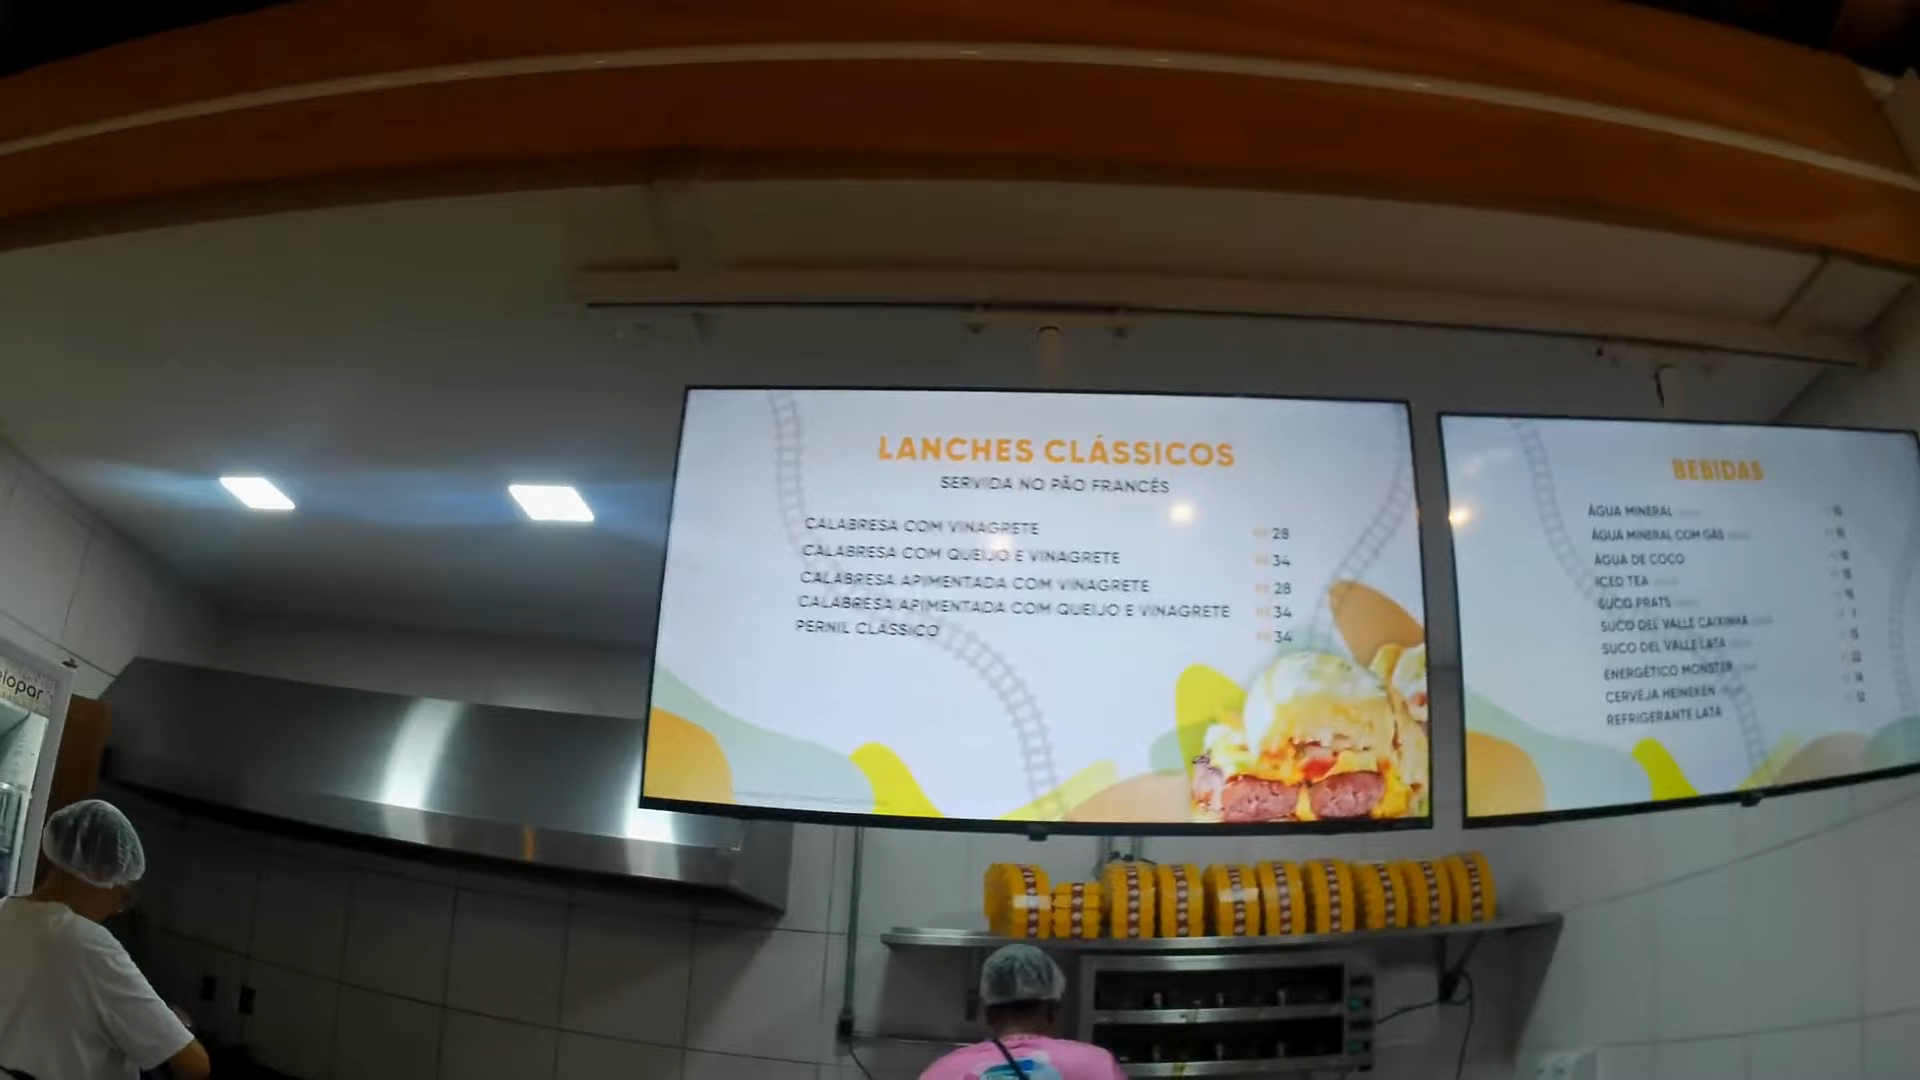 LANCHES CLÁSSICOS
SERVIDA NO PÃO FRANCÊS
CALABRESA COM VINAGRETE 28
CALABRESA COM QUEIJO E VINAGRETE 34
CALABRESA APIMENTADA COM VINAGRETE 28
CALABRESA APIMENTADA COM QUEIJO E VINAGRETE 34
PERNIL CLÁSSICO 34
BEBIDAS
ÁGUA MINERAL
ÁGUA MINERAL COM GÁS
ÁGUA DE COCO
ICED TEA
SUCO PRATS
SUCO DEL VALLE CAIXINHA
SUCO DEL VALLE LATA
ENERGÉTICO MONSTER
CERVEJA HEINEKEN
REFRIGERANTE LATA
elopar